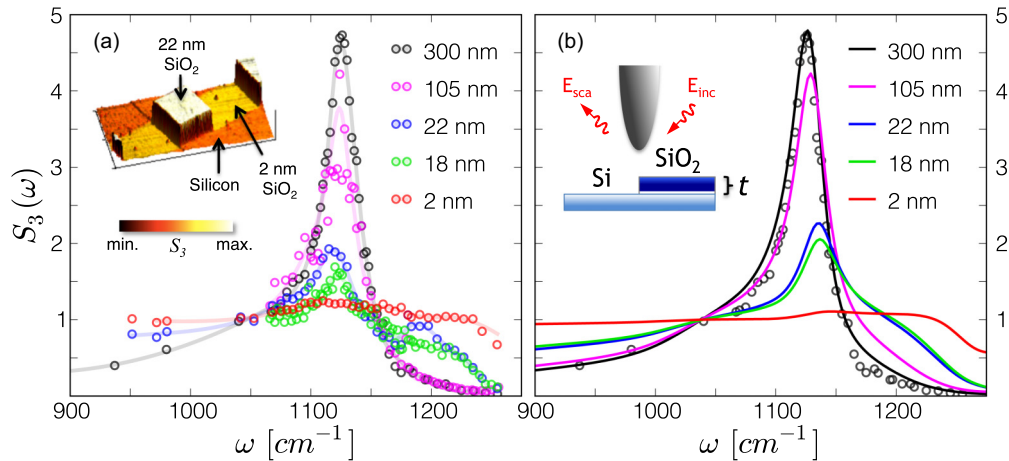 5
4
3
2
1
S₃(ω)
(a)
22 nm
SiO₂
2 nm
SiO₂
Silicon
min. S₃ max.
300 nm
105 nm
22 nm
18 nm
2 nm
900 1000 1100 1200
ω [cm⁻¹]
(b)
E_sca
E_inc
SiO₂
Si
t
300 nm
105 nm
22 nm
18 nm
2 nm
5
4
3
2
1
900 1000 1100 1200
ω [cm⁻¹]